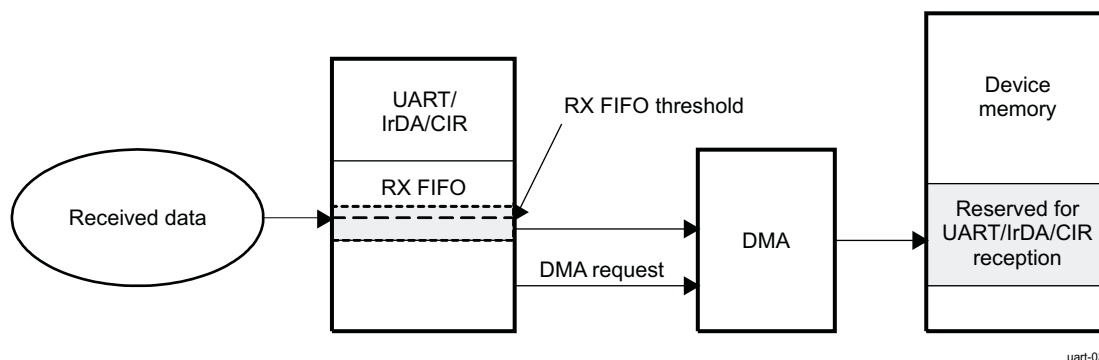 UART/
IrDA/CIR
RX FIFO threshold
Device
memory
RX FIFO
Received data
DMA
Reserved for
UART/IrDA/CIR
reception
DMA request